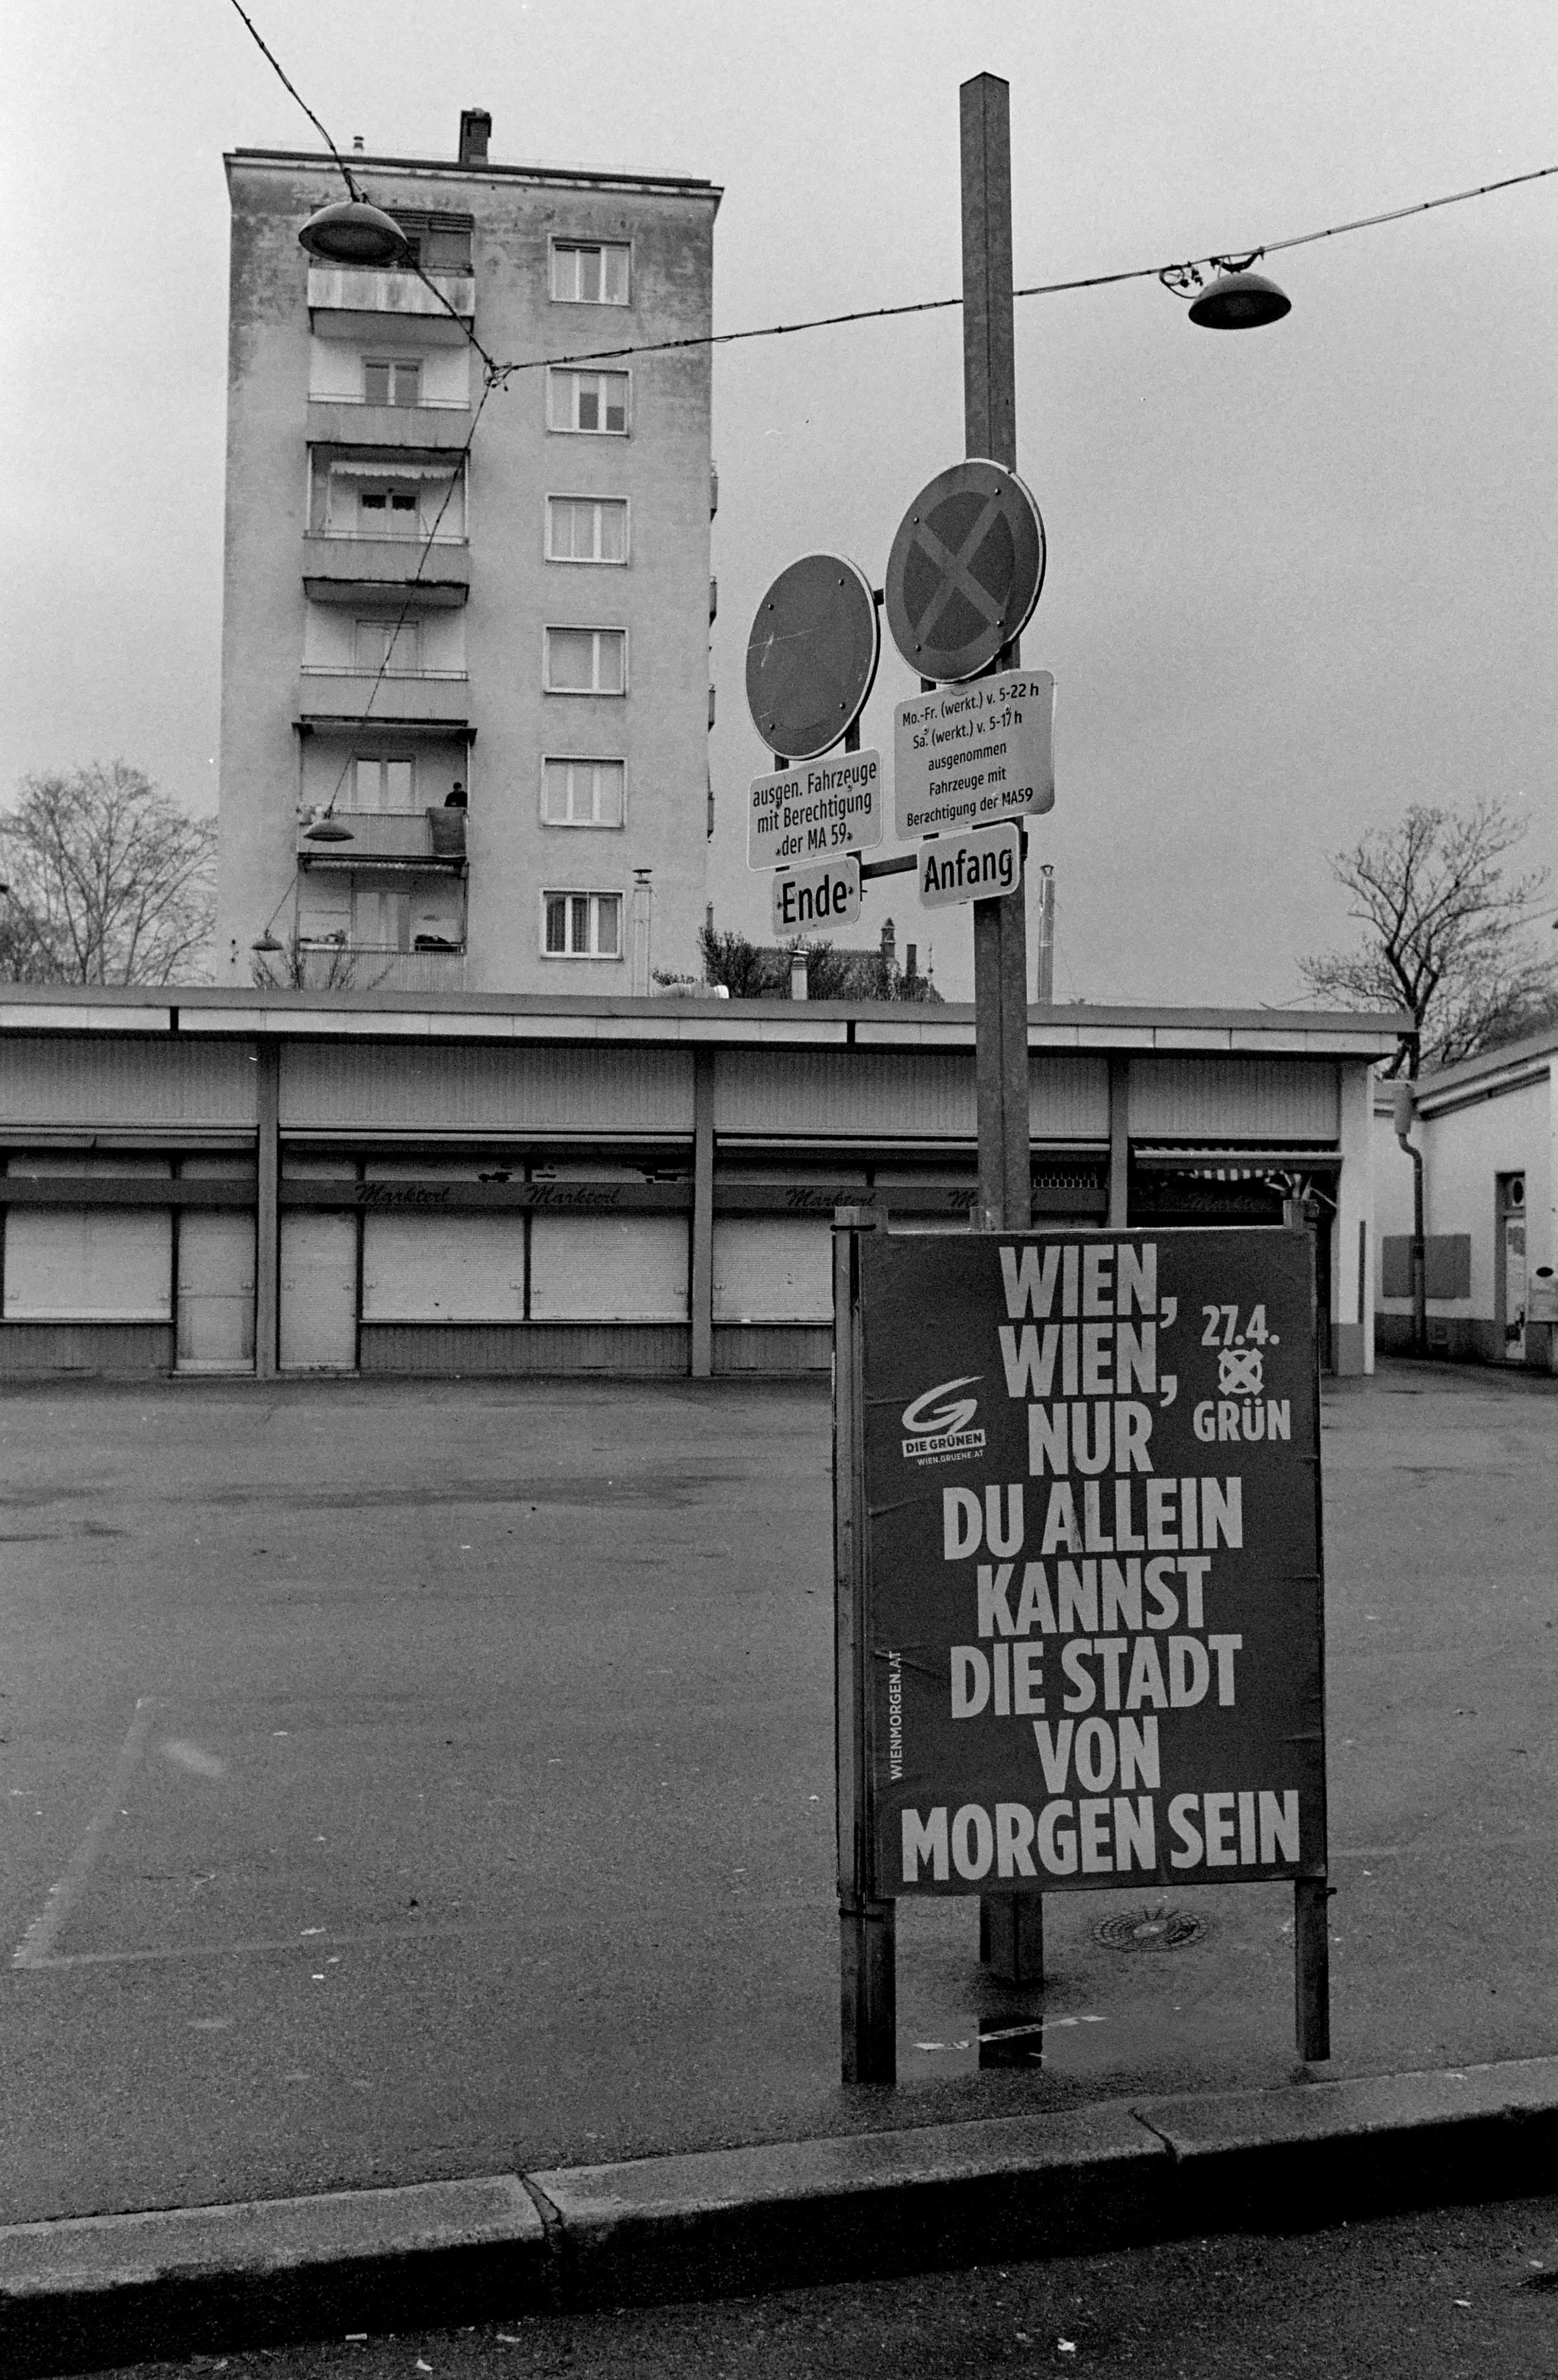 Mo.-Fr. (werkt.) v. 5-22 h
Sa. (werkt.) v. 5-17 h
ausgenommen
Fahrzeuge mit
Berechtigung der MA59
Anfang
ausgen. Fahrzeuge
mit Berechtigung
der MA 59
Ende
Markterl
Markterl
Markterl
WIEN,
WIEN,
NUR
DU ALLEIN
KANNST
DIE STADT
VON
MORGEN SEIN
27.4.
GRÜN
DIE GRÜNEN
WIEN.GRUENE.AT
WIENMORGEN.AT